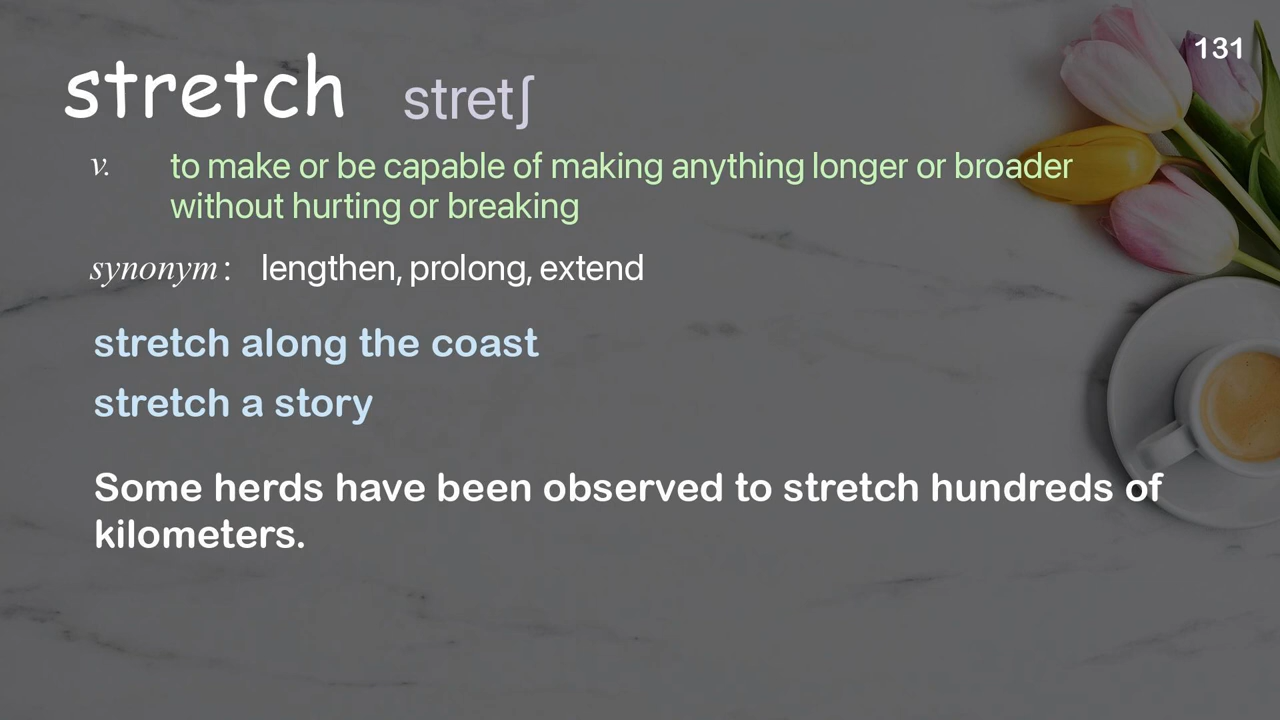 131
stretch stretʃ
v. to make or be capable of making anything longer or broader
without hurting or breaking
synonym: lengthen, prolong, extend
stretch along the coast
stretch a story
Some herds have been observed to stretch hundreds of
kilometers.